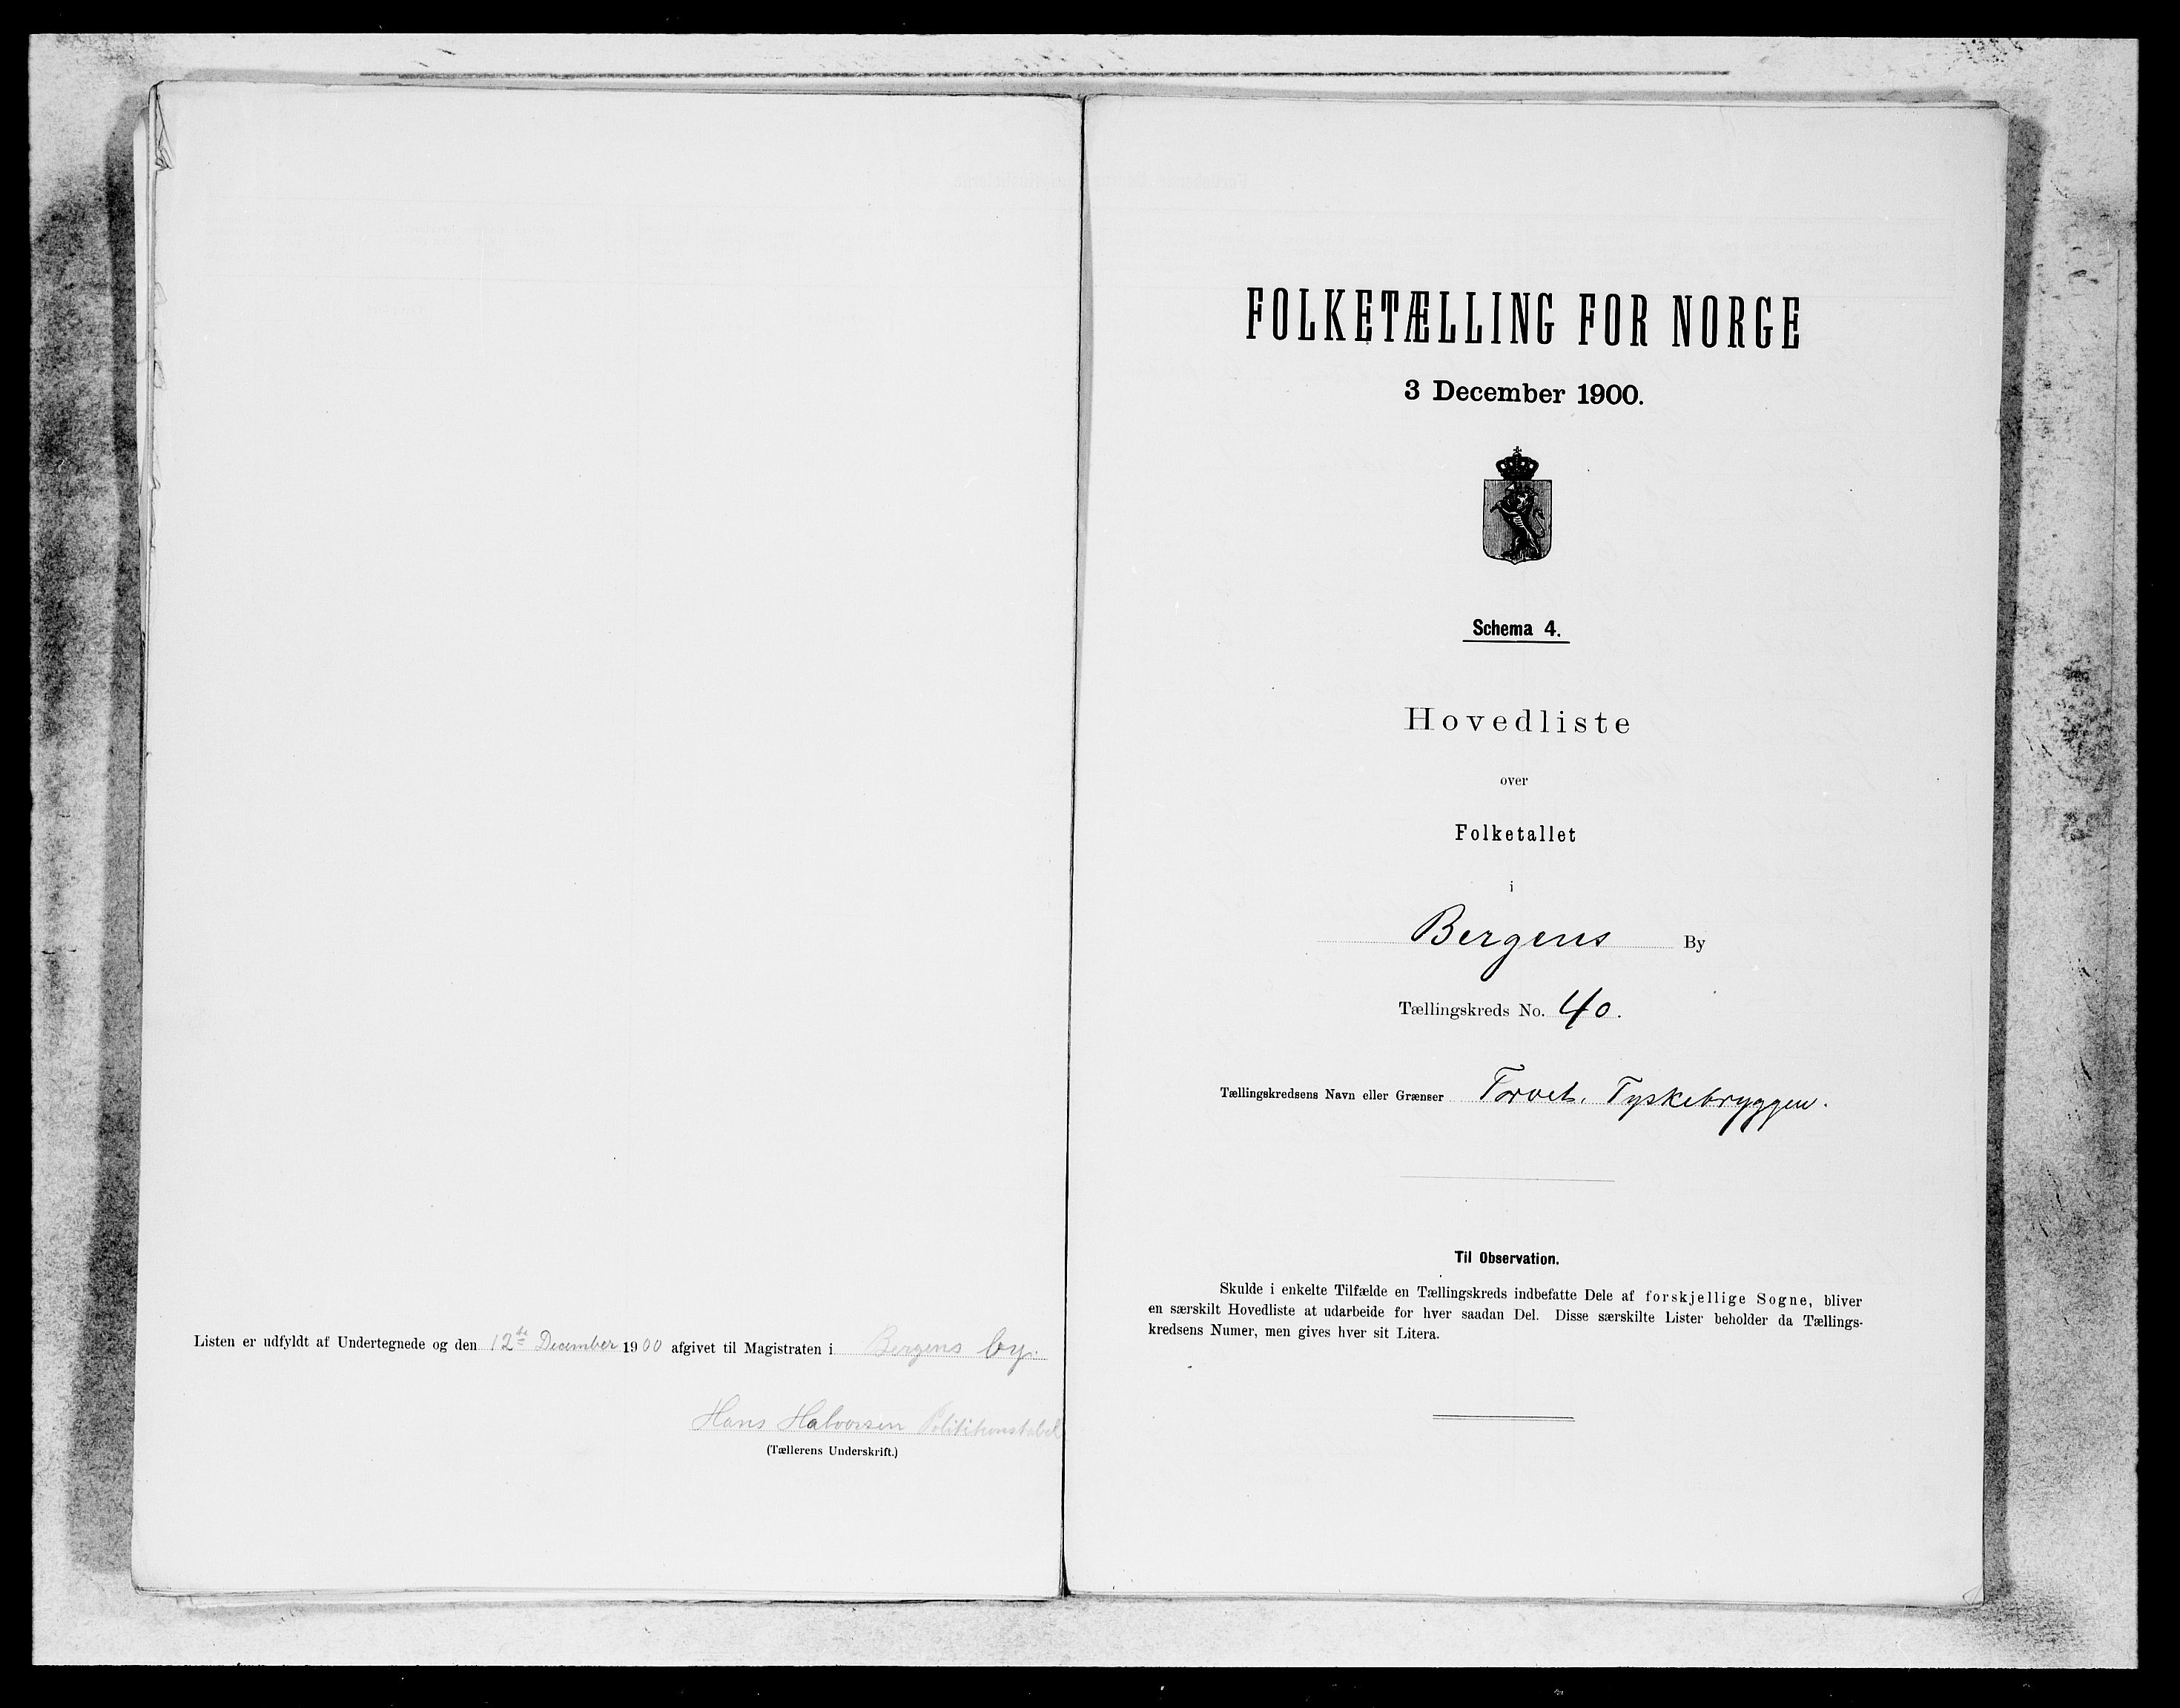 Listen er udfyldt af Undertegnede og den 12te December 1900 afgivet til Magistraten i Bergens by.
Hans Halvorsen Politikonstabel
(Tællerens Underskrift.)
FOLKETÆLLING FOR NORGE
3 December 1900.
Schema 4.
Hovedliste
over
Folketallet
i
Bergens By
Tællingskreds No. 40.
Tællingskredsens Navn eller Grænser Torvet. Tyskebryggen.
Til Observation.
Skulde i enkelte Tilfælde en Tællingskreds indbefatte Dele af forskjellige Sogne, bliver
en særskilt Hovedliste at udarbeide for hver saadan Del. Disse særskilte Lister beholder da Tællings-
kredsens Numer, men gives hver sit Litera.